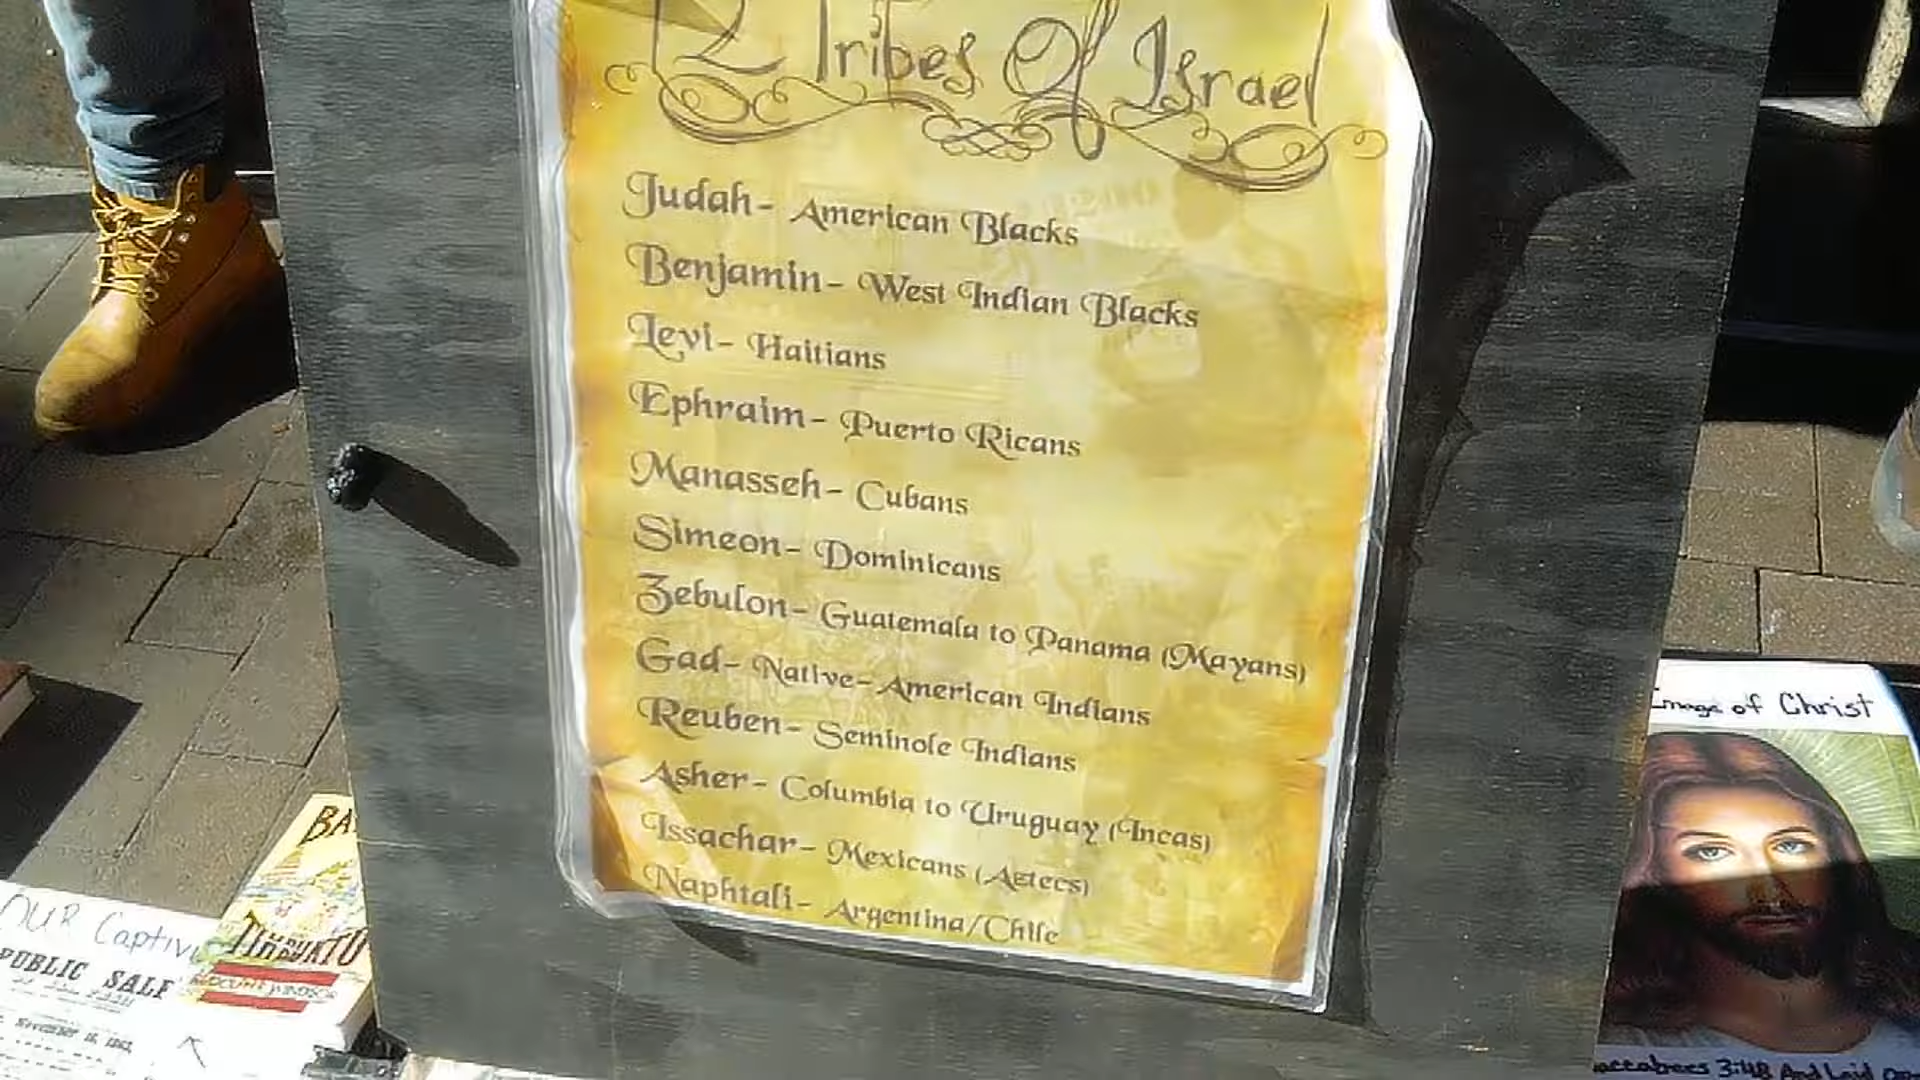 12 Tribes Of Israel
Judah- American Blacks
Benjamin- West Indian Blacks
Levi- Haitians
Ephraim- Puerto Ricans
Manasseh- Cubans
Simeon- Dominicans
Zebulon- Guatemala to Panama (Mayans)
Gad- Native-American Indians
Reuben- Seminole Indians
Asher- Columbia to Uruguay (Incas)
Issachar- Mexicans (Aztecs)
Naphtali- Argentina/Chile
Image of Christ
3:48 And Laid
OUR Captivi
PUBLIC SALE
BA